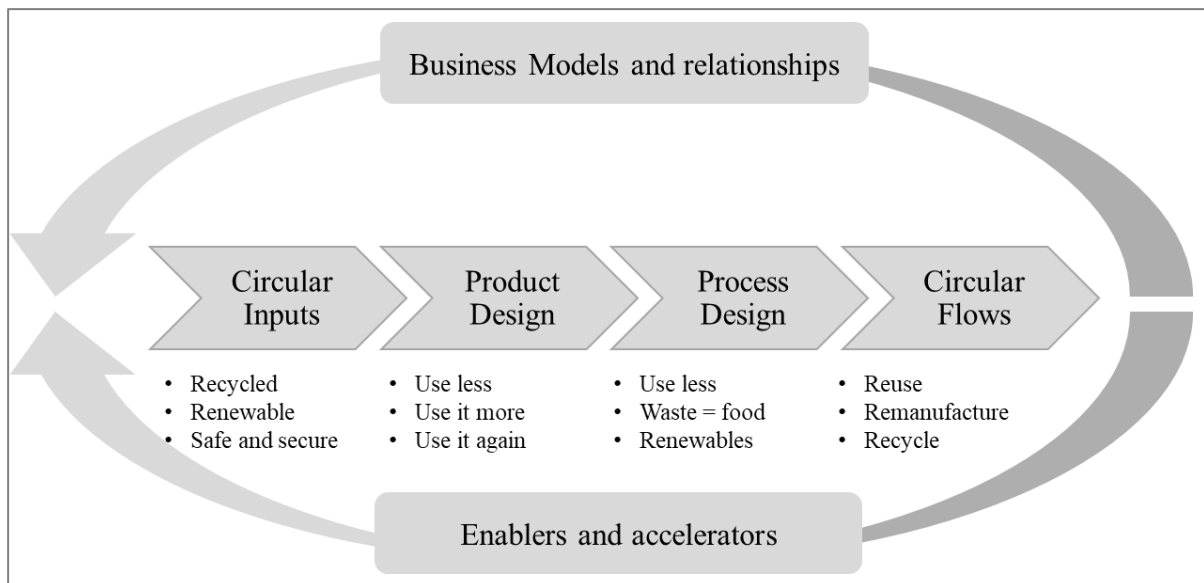 Business Models and relationships
Circular
Inputs
Product
Design
Process
Design
Circular
Flows
• Recycled
• Renewable
• Safe and secure
• Use less
• Use it more
• Use it again
• Use less
• Waste = food
• Renewables
• Reuse
• Remanufacture
• Recycle
Enablers and accelerators